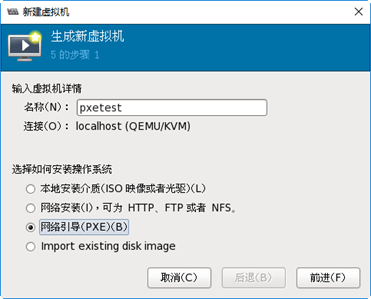 新建虚拟机
生成新虚拟机
5 的步骤 1
输入虚拟机详情
名称(N)： pxetest
连接(O)： localhost (QEMU/KVM)
选择如何安装操作系统
本地安装介质(ISO 映像或者光驱)(L)
网络安装(I)，可为 HTTP、FTP 或者 NFS。
网络引导(PXE)(B)
Import existing disk image
取消(C) 后退(B) 前进(F)